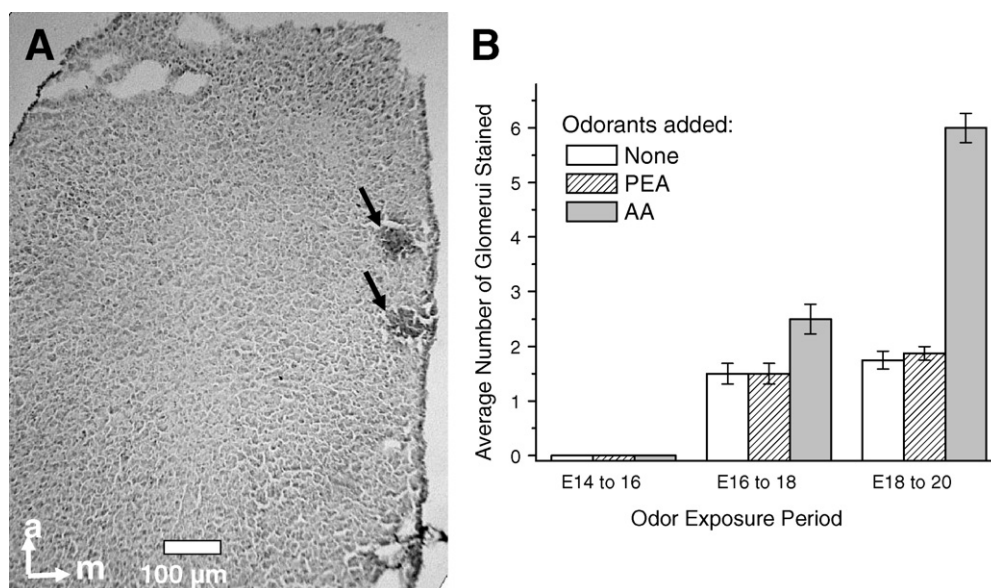 A
a
m
100 µm
B
Odorants added:
None
PEA
AA
Average Number of Glomerui Stained
6
5
4
3
2
1
0
E14 to 16
E16 to 18
E18 to 20
Odor Exposure Period